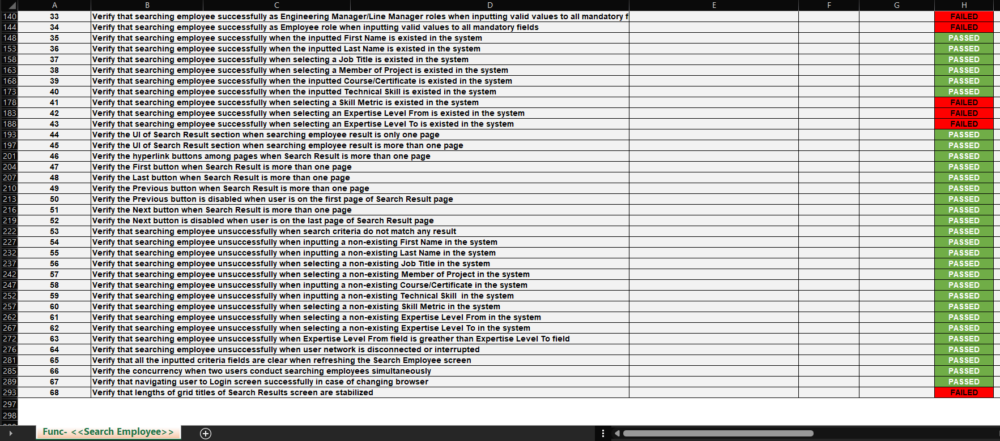 A B C D E F G H
140 33 Verify that searching employee successfully as Engineering Manager/Line Manager roles when inputting valid values to all mandatory f FAILED
144 34 Verify that searching employee successfully as Employee role when inputting valid values to all mandatory fields FAILED
148 35 Verify that searching employee successfully when the inputted First Name is existed in the system PASSED
153 36 Verify that searching employee successfully when the inputted Last Name is existed in the system PASSED
158 37 Verify that searching employee successfully when selecting a Job Title is existed in the system PASSED
163 38 Verify that searching employee successfully when selecting a Member of Project is existed in the system PASSED
168 39 Verify that searching employee successfully when the inputted Course/Certificate is existed in the system PASSED
173 40 Verify that searching employee successfully when the inputted Technical Skill is existed in the system PASSED
178 41 Verify that searching employee successfully when selecting a Skill Metric is existed in the system FAILED
183 42 Verify that searching employee successfully when selecting an Expertise Level From is existed in the system FAILED
188 43 Verify that searching employee successfully when selecting an Expertise Level To is existed in the system FAILED
193 44 Verify the UI of Search Result section when searching employee result is only one page PASSED
197 45 Verify the UI of Search Result section when searching employee result is more than one page PASSED
201 46 Verify the hyperlink buttons among pages when Search Result is more than one page PASSED
204 47 Verify the First button when Search Result is more than one page PASSED
207 48 Verify the Last button when Search Result is more than one page PASSED
210 49 Verify the Previous button when Search Result is more than one page PASSED
213 50 Verify the Previous button is disabled when user is on the first page of Search Result page PASSED
216 51 Verify the Next button when Search Result is more than one page PASSED
219 52 Verify the Next button is disabled when user is on the last page of Search Result page PASSED
222 53 Verify that searching employee unsuccessfully when search criteria do not match any result PASSED
227 54 Verify that searching employee unsuccessfully when inputting a non-existing First Name in the system PASSED
232 55 Verify that searching employee unsuccessfully when inputting a non-existing Last Name in the system PASSED
237 56 Verify that searching employee unsuccessfully when selecting a non-existing Job Title in the system PASSED
242 57 Verify that searching employee unsuccessfully when selecting a non-existing Member of Project in the system PASSED
247 58 Verify that searching employee unsuccessfully when inputting a non-existing Course/Certificate in the system PASSED
252 59 Verify that searching employee unsuccessfully when inputting a non-existing Technical Skill  in the system PASSED
257 60 Verify that searching employee unsuccessfully when selecting a non-existing Skill Metric in the system PASSED
262 61 Verify that searching employee unsuccessfully when selecting a non-existing Expertise Level From in the system PASSED
267 62 Verify that searching employee unsuccessfully when selecting a non-existing Expertise Level To in the system PASSED
272 63 Verify that searching employee unsuccessfully when Expertise Level From field is greather than Expertise Level To field PASSED
276 64 Verify that searching employee unsuccessfully when user network is disconnected or interrupted PASSED
281 65 Verify that all the inputted criteria fields are clear when refreshing the Search Employee screen PASSED
285 66 Verify the concurrency when two users conduct searching employees simultaneously PASSED
289 67 Verify that navigating user to Login screen successfully in case of changing browser PASSED
293 68 Verify that lengths of grid titles of Search Results screen are stabilized FAILED
297
298
Func- <<Search Employee>>